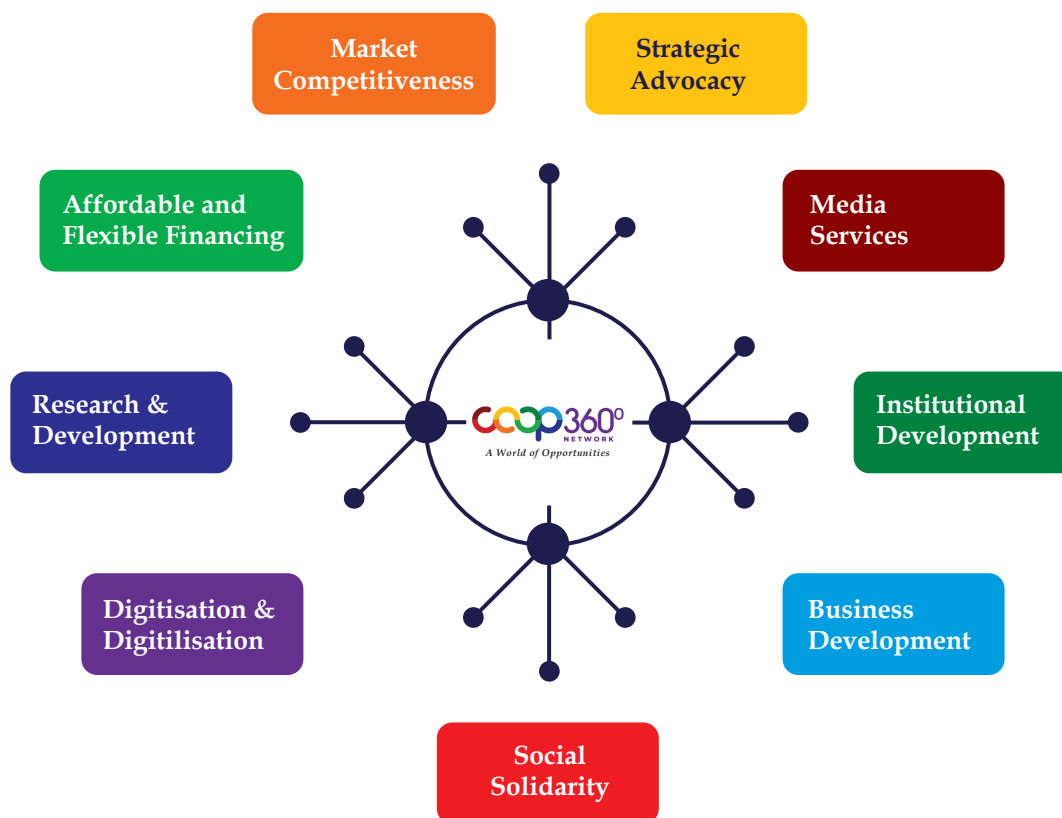 Market
Competitiveness
Strategic
Advocacy
Affordable and
Flexible Financing
Media
Services
Research &
Development
coop360°
NETWORK
A World of Opportunities
Institutional
Development
Digitisation &
Digitilisation
Business
Development
Social
Solidarity